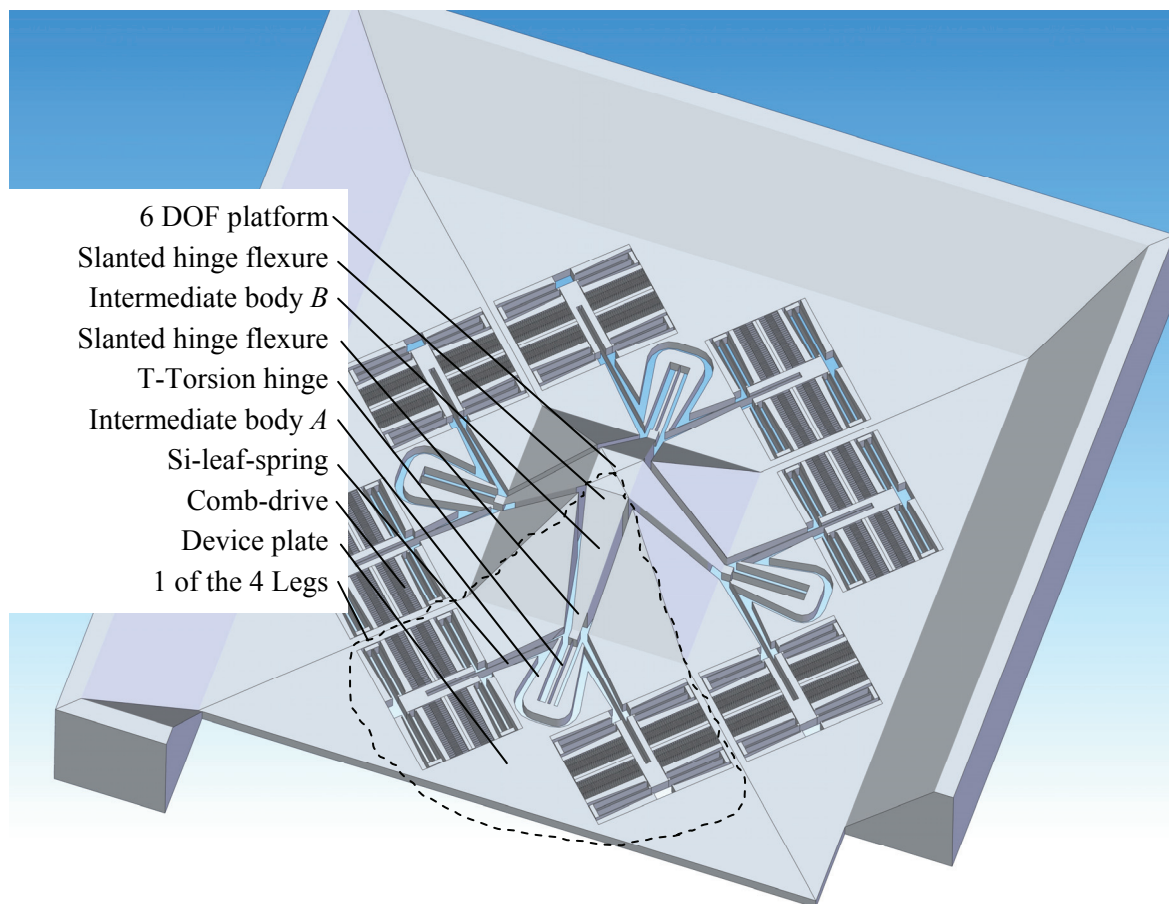 6 DOF platform
Slanted hinge flexure
Intermediate body B
Slanted hinge flexure
T-Torsion hinge
Intermediate body A
Si-leaf-spring
Comb-drive
Device plate
1 of the 4 Legs